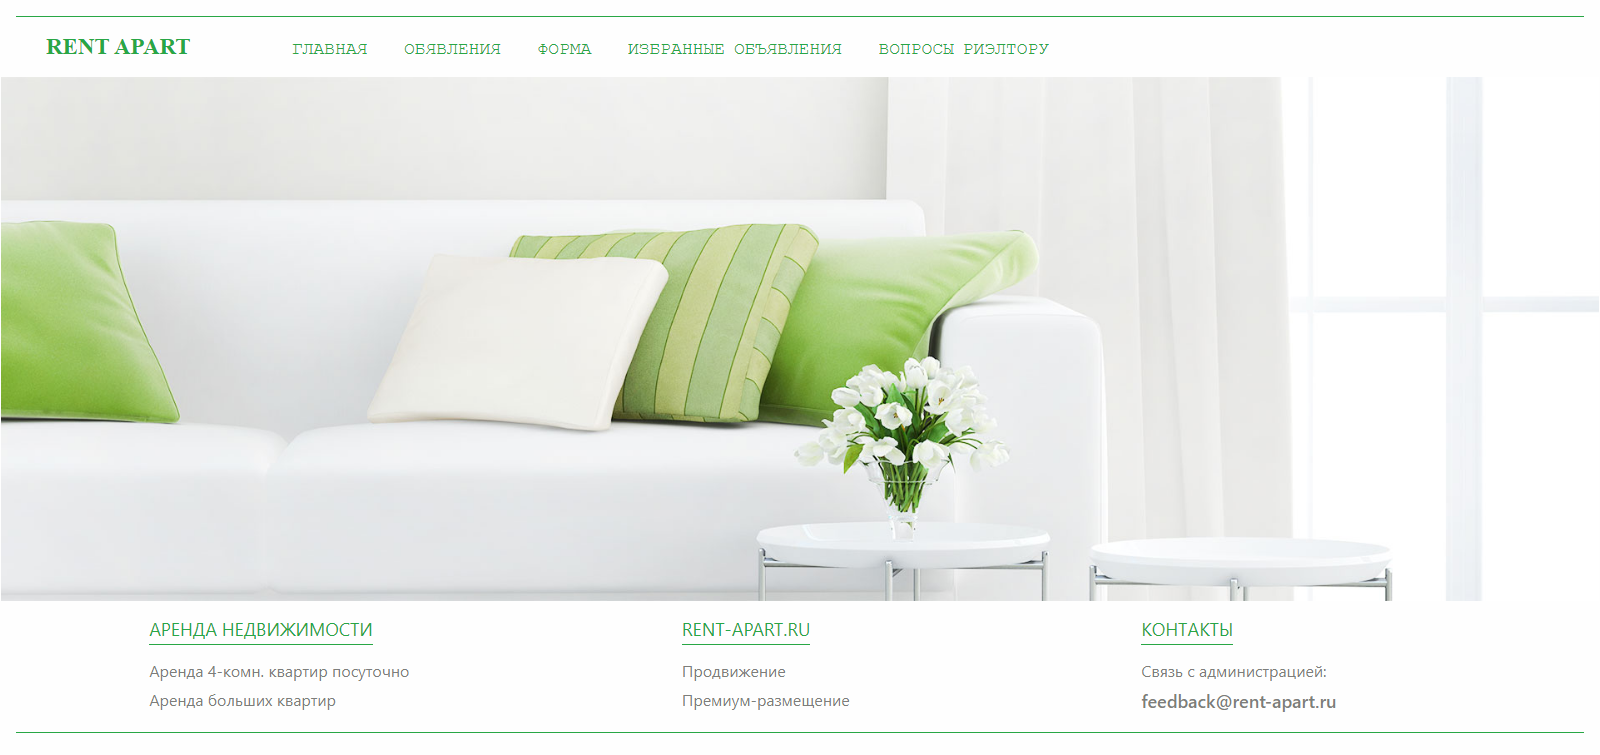 RENT APART
ГЛАВНАЯ ОБЯВЛЕНИЯ ФОРМА ИЗБРАННЫЕ ОБЪЯВЛЕНИЯ ВОПРОСЫ РИЭЛТОРУ
АРЕНДА НЕДВИЖИМОСТИ
Аренда 4-комн. квартир посуточно
Аренда больших квартир
RENT-APART.RU
Продвижение
Премиум-размещение
КОНТАКТЫ
Связь с администрацией:
feedback@rent-apart.ru